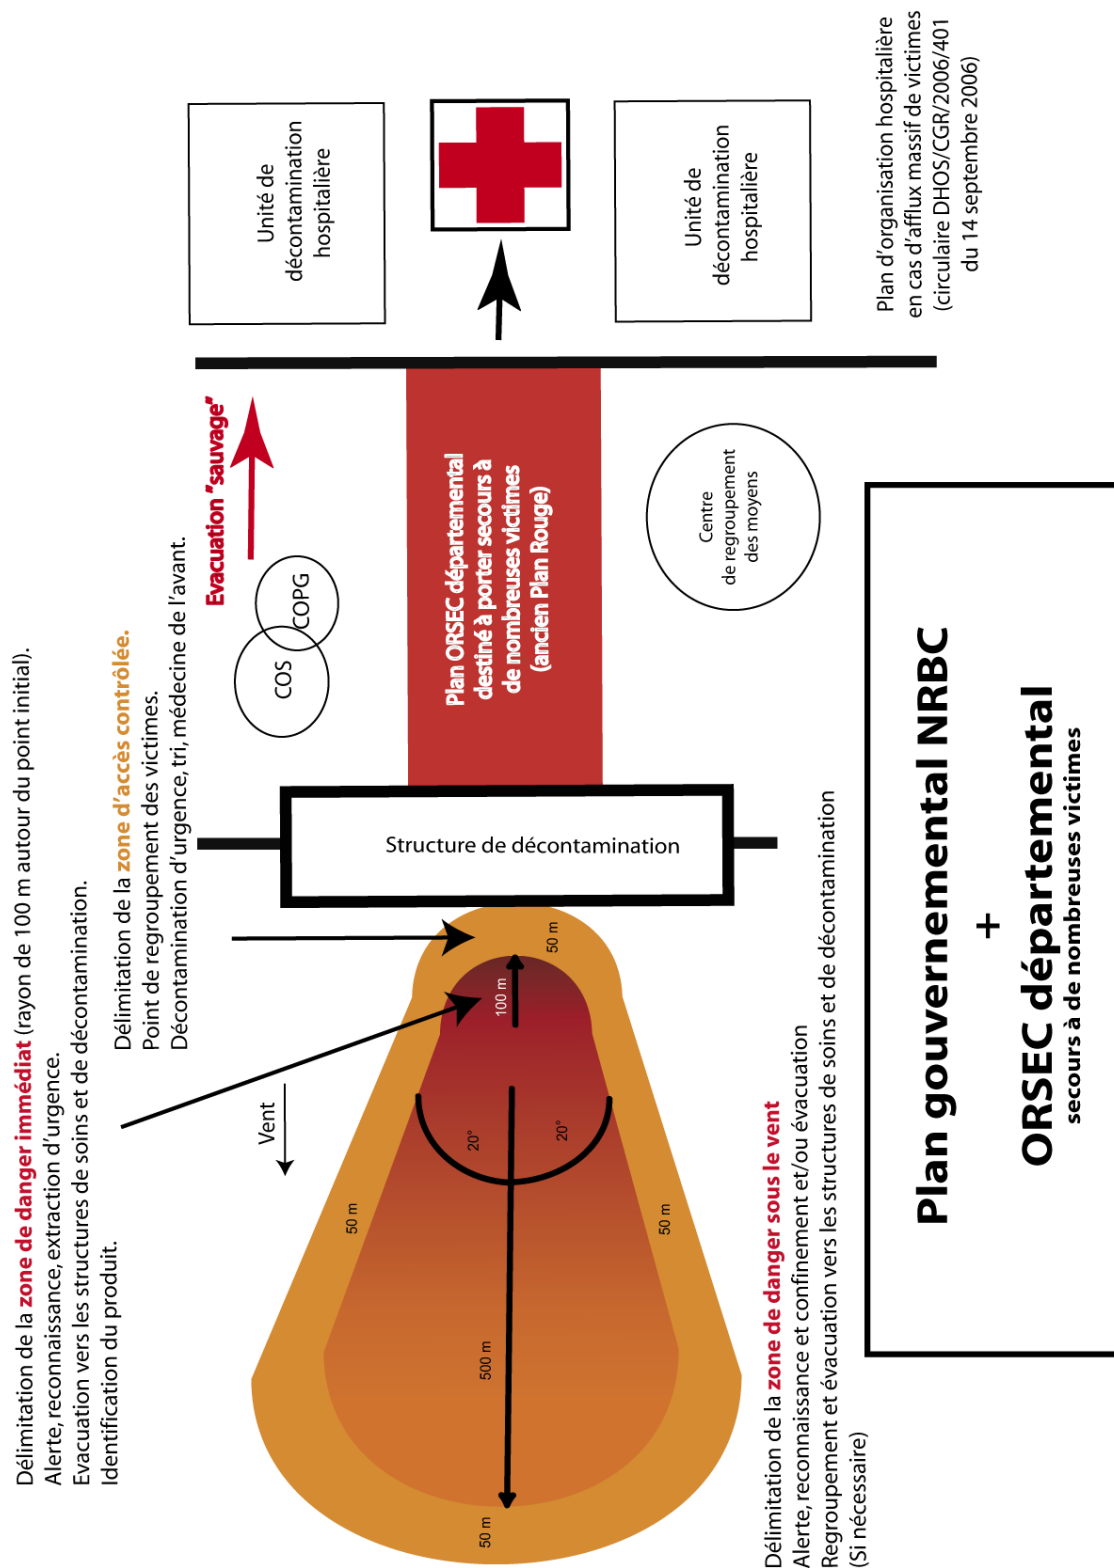 Délimitation de la zone de danger immédiat (rayon de 100 m autour du point initial).
Alerte, reconnaissance, extraction d'urgence.
Evacuation vers les structures de soins et de décontamination.
Identification du produit.
Délimitation de la zone d'accès contrôlée.
Point de regroupement des victimes.
Décontamination d'urgence, tri, médecine de l'avant.
Evacuation "sauvage"
Vent
COS
COPG
Unité de
décontamination
hospitalière
50 m
50 m
500 m
20°
20°
100 m
50 m
50 m
Structure de décontamination
Plan ORSEC départemental
destiné à porter secours à
de nombreuses victimes
(ancien Plan Rouge)
Centre
de regroupement
des moyens
Unité de
décontamination
hospitalière
Délimitation de la zone de danger sous le vent
Alerte, reconnaissance et confinement et/ou évacuation
Regroupement et évacuation vers les structures de soins et de décontamination
(Si nécessaire)
Plan gouvernemental NRBC
+
ORSEC départemental
secours à de nombreuses victimes
Plan d'organisation hospitalière
en cas d'afflux massif de victimes
(circulaire DHOS/CGR/2006/401
du 14 septembre 2006)